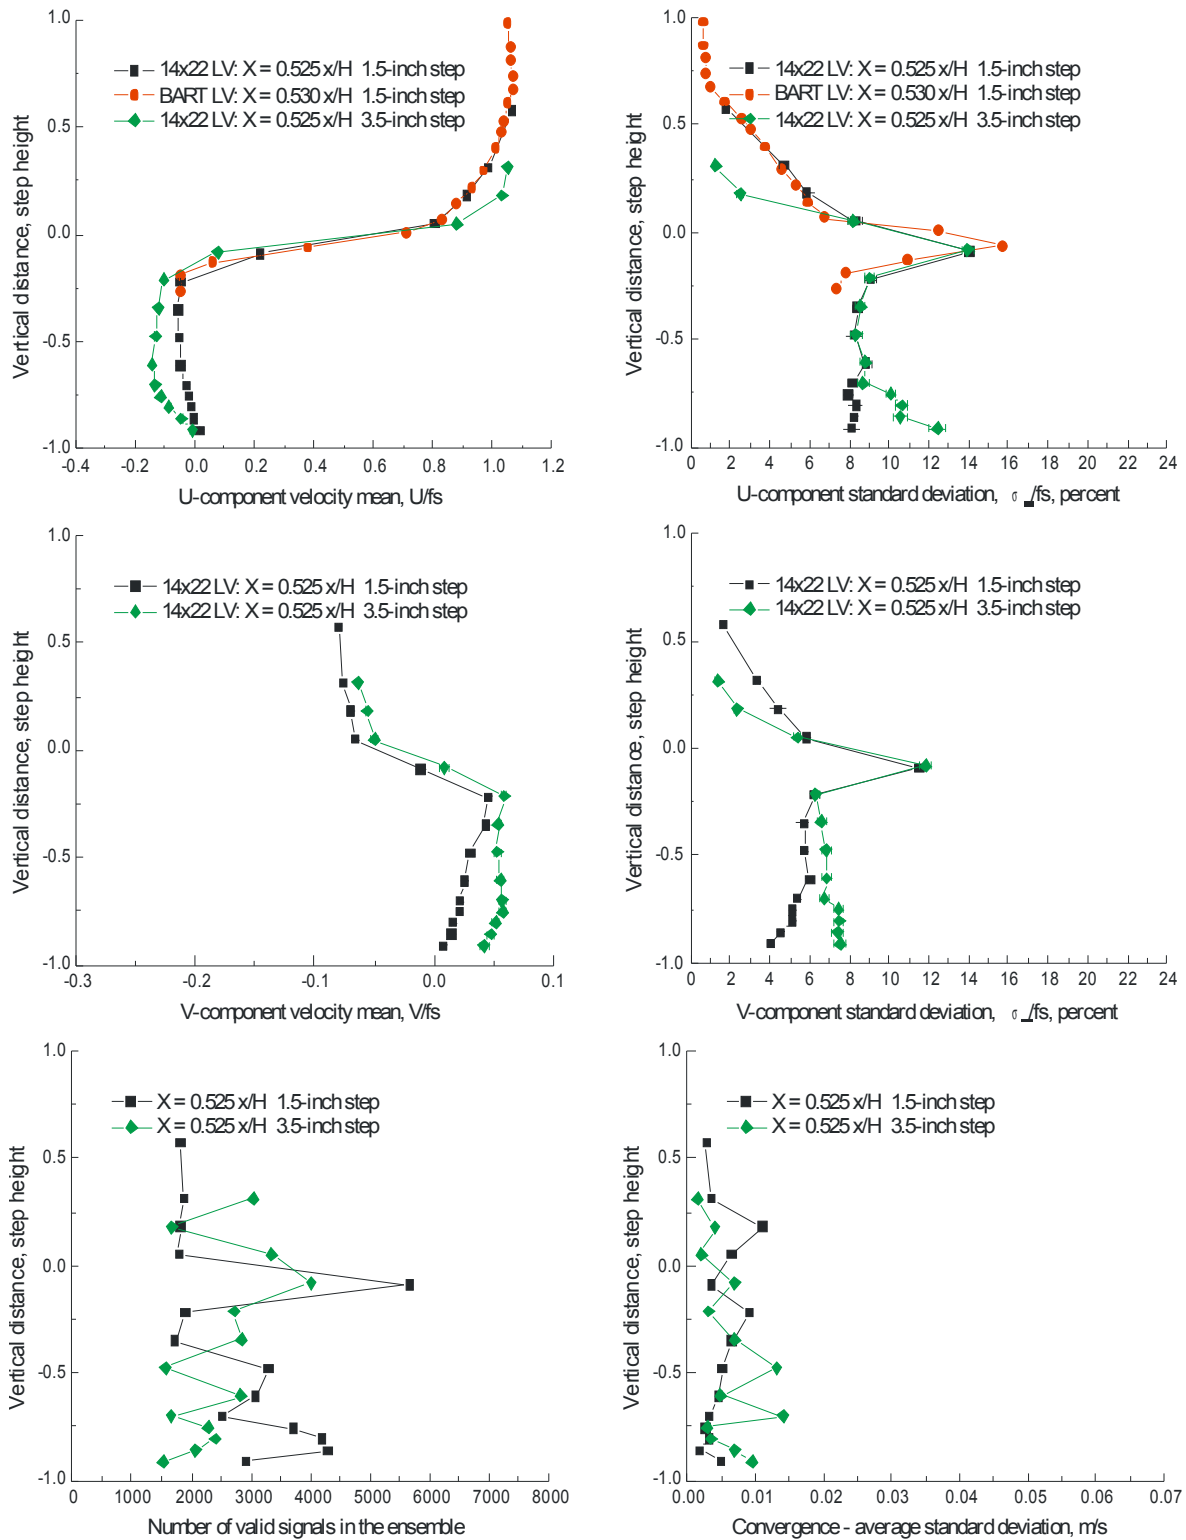 1.0
0.5
0.0
-0.5
-1.0
Vertical distance, step height
14x22 LV: X = 0.525 x/H 1.5-inch step
BART LV: X = 0.530 x/H 1.5-inch step
14x22 LV: X = 0.525 x/H 3.5-inch step
-0.4 -0.2 0.0 0.2 0.4 0.6 0.8 1.0 1.2
U-component velocity mean, U/fs
1.0
0.5
0.0
-0.5
-1.0
Vertical distance, step height
14x22 LV: X = 0.525 x/H 1.5-inch step
BART LV: X = 0.530 x/H 1.5-inch step
14x22 LV: X = 0.525 x/H 3.5-inch step
0 2 4 6 8 10 12 14 16 18 20 22 24
U-component standard deviation, σ_/fs, percent
1.0
0.5
0.0
-0.5
-1.0
Vertical distance, step height
14x22 LV: X = 0.525 x/H 1.5-inch step
14x22 LV: X = 0.525 x/H 3.5-inch step
-0.3 -0.2 -0.1 0.0 0.1
V-component velocity mean, V/fs
1.0
0.5
0.0
-0.5
-1.0
Vertical distance, step height
14x22 LV: X = 0.525 x/H 1.5-inch step
14x22 LV: X = 0.525 x/H 3.5-inch step
0 2 4 6 8 10 12 14 16 18 20 22 24
V-component standard deviation, σ_/fs, percent
1.0
0.5
0.0
-0.5
-1.0
Vertical distance, step height
X = 0.525 x/H 1.5-inch step
X = 0.525 x/H 3.5-inch step
0 1000 2000 3000 4000 5000 6000 7000 8000
Number of valid signals in the ensemble
1.0
0.5
0.0
-0.5
-1.0
Vertical distance, step height
X = 0.525 x/H 1.5-inch step
X = 0.525 x/H 3.5-inch step
0.00 0.01 0.02 0.03 0.04 0.05 0.06 0.07
Convergence - average standard deviation, m/s